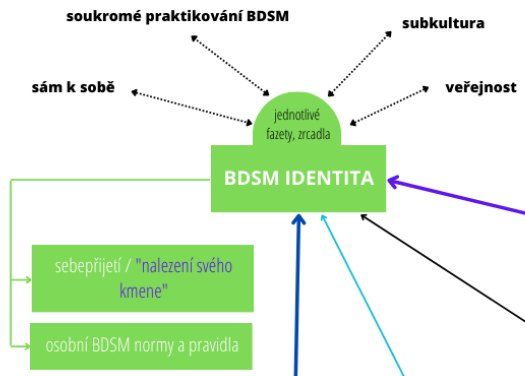 soukromé praktikování BDSM
subkultura
sám k sobě
veřejnost
jednotlivé
fazety, zrcadla
BDSM IDENTITA
sebepřijetí / "nalezení svého
kmene"
osobní BDSM normy a pravidla